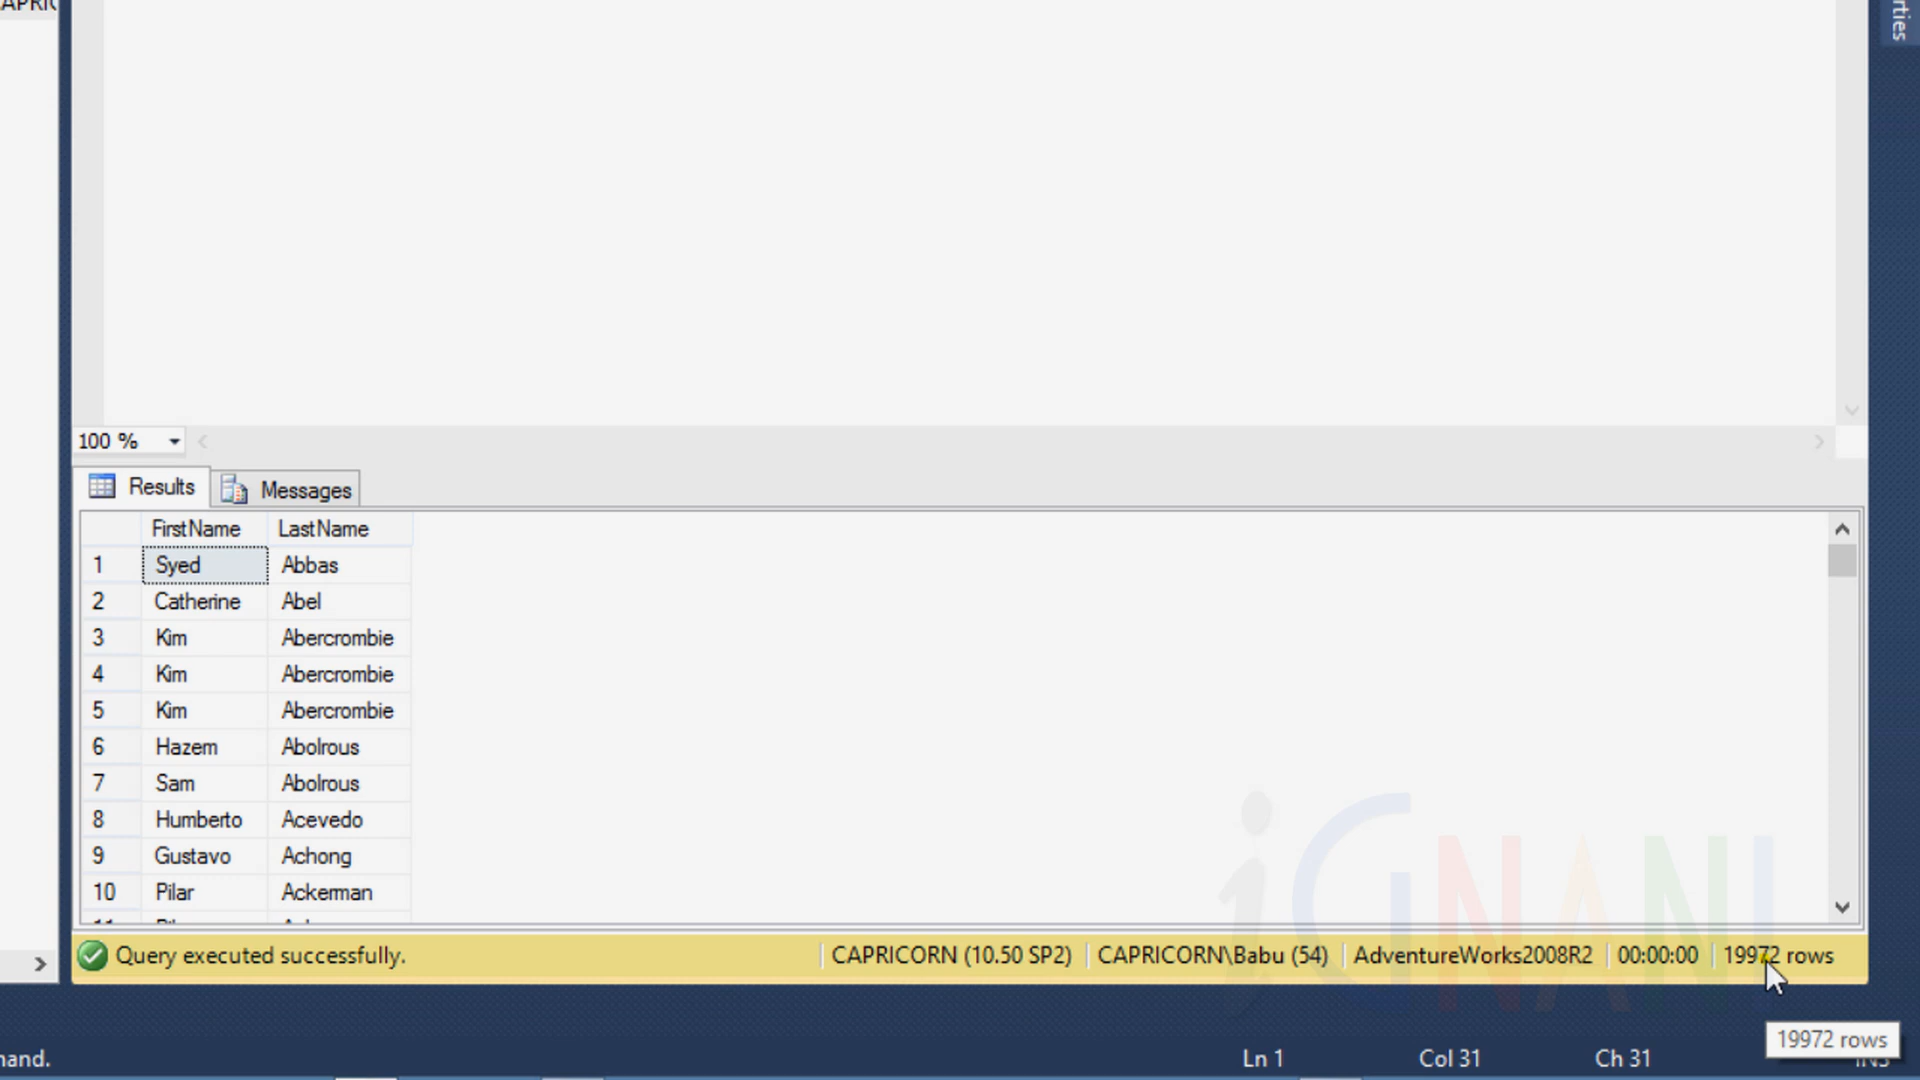 rties
100 %
Results
Messages
FirstName LastName
1 Syed Abbas
2 Catherine Abel
3 Kim Abercrombie
4 Kim Abercrombie
5 Kim Abercrombie
6 Hazem Abolrous
7 Sam Abolrous
8 Humberto Acevedo
9 Gustavo Achong
10 Pilar Ackerman
iGNANI
Query executed successfully. CAPRICORN (10.50 SP2) CAPRICORN\Babu (54) AdventureWorks2008R2 00:00:00 19972 rows
19972 rows
nand. Ln 1 Col 31 Ch 31